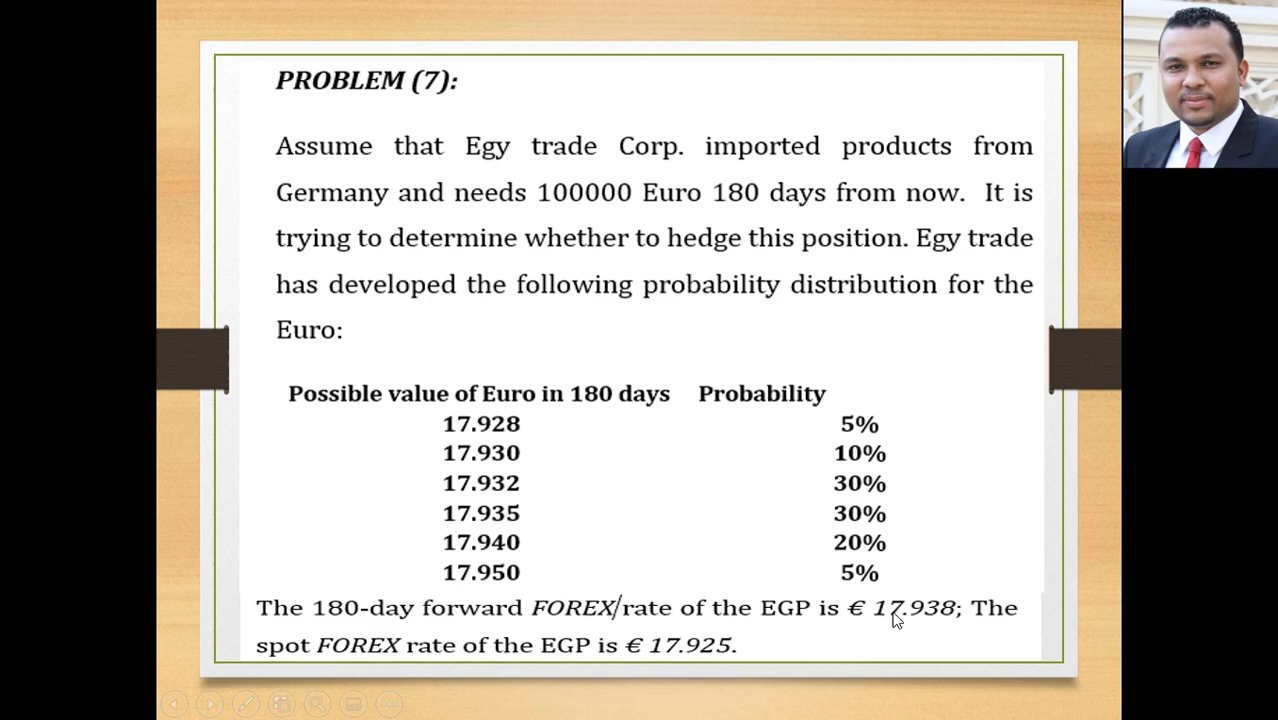 PROBLEM (7):
Assume that Egy trade Corp. imported products from
Germany and needs 100000 Euro 180 days from now. It is
trying to determine whether to hedge this position. Egy trade
has developed the following probability distribution for the
Euro:
Possible value of Euro in 180 days Probability
17.928 5%
17.930 10%
17.932 30%
17.935 30%
17.940 20%
17.950 5%
The 180-day forward FOREX rate of the EGP is € 17.938; The
spot FOREX rate of the EGP is € 17.925.